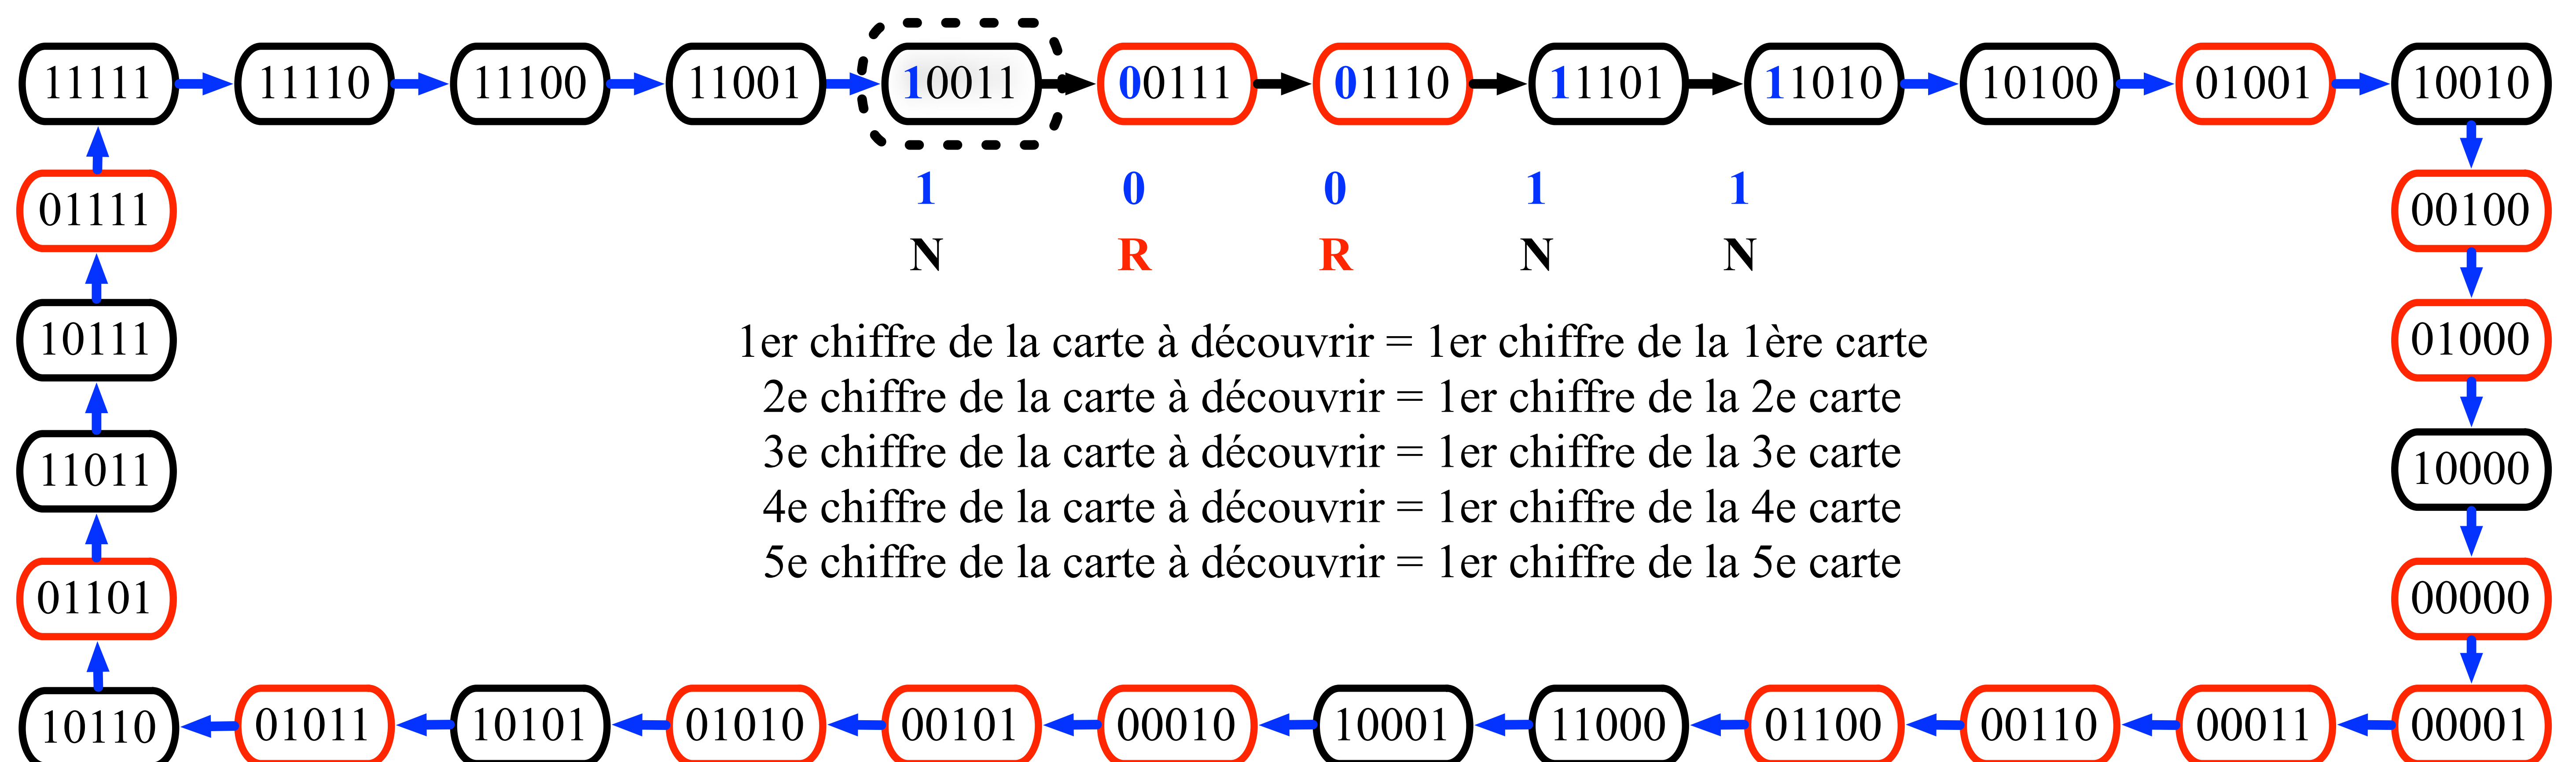 11111 11110 11100 11001 10011 00111 01110 11101 11010 10100 01001 10010
1 0 0 1 1
01111 00100
N R R N N
10111 01000
1er chiffre de la carte à découvrir = 1er chiffre de la 1ère carte
2e chiffre de la carte à découvrir = 1er chiffre de la 2e carte
3e chiffre de la carte à découvrir = 1er chiffre de la 3e carte
11011 10000
4e chiffre de la carte à découvrir = 1er chiffre de la 4e carte
5e chiffre de la carte à découvrir = 1er chiffre de la 5e carte
01101 00000
10110 01011 10101 01010 00101 00010 10001 11000 01100 00110 00011 00001